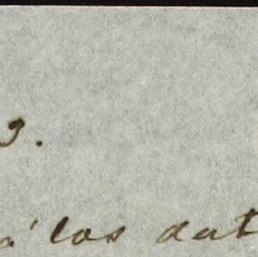 3.
á los dat